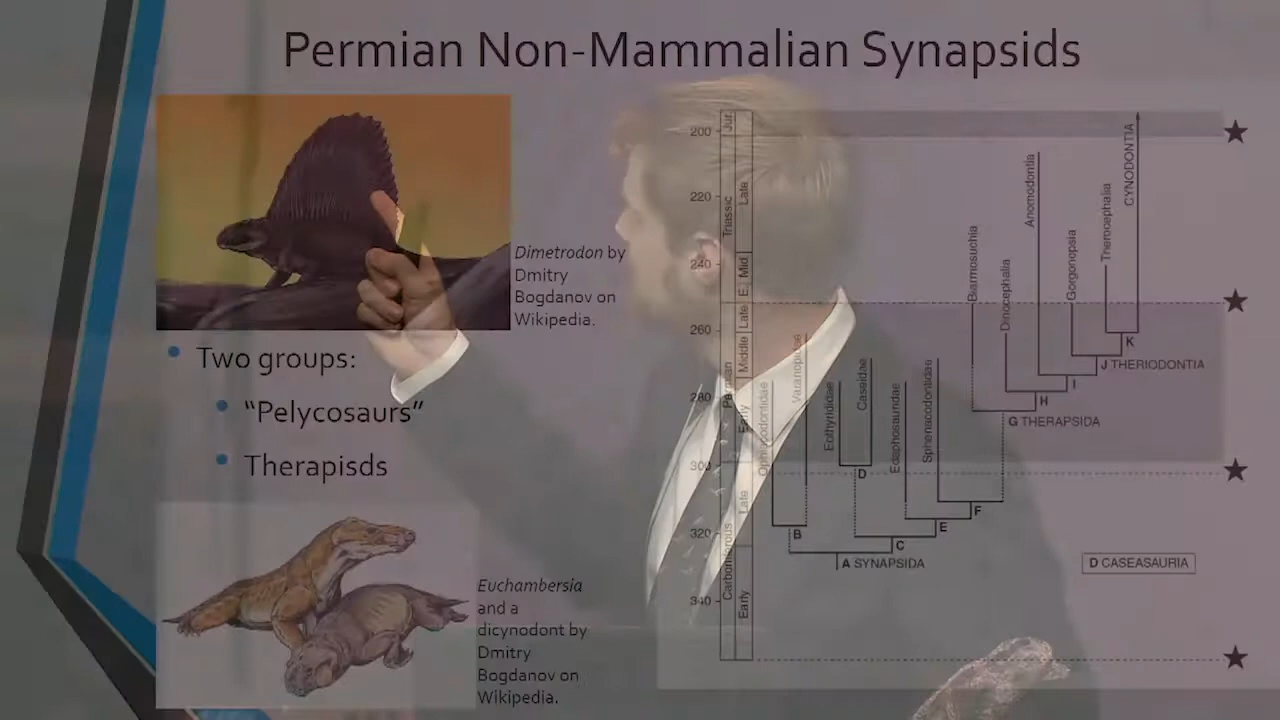 Permian Non-Mammalian Synapsids
Dimetrodon by
Dmitry
Bogdanov on
Wikipedia.
Two groups:
“Pelycosaurs”
Therapisds
Euchambersia
and a
dicynodont by
Dmitry
Bogdanov on
Wikipedia.
200
220
240
260
280
300
320
340
Jur.
Triassic
Late
Mid.
E.
Permian
Late
Middle
Early
Carboniferous
Late
Early
Ophiacodontidae
Varanopidae
Eothyrididae
Caseidae
Edaphosauridae
Sphenacodontidae
Biarmosuchia
Dinocephalia
Anomodontia
Gorgonopsia
Therocephalia
CYNODONTIA
K
J THERIODONTIA
I
H
G THERAPSIDA
D
F
E
B
C
A SYNAPSIDA
D CASEASAURIA